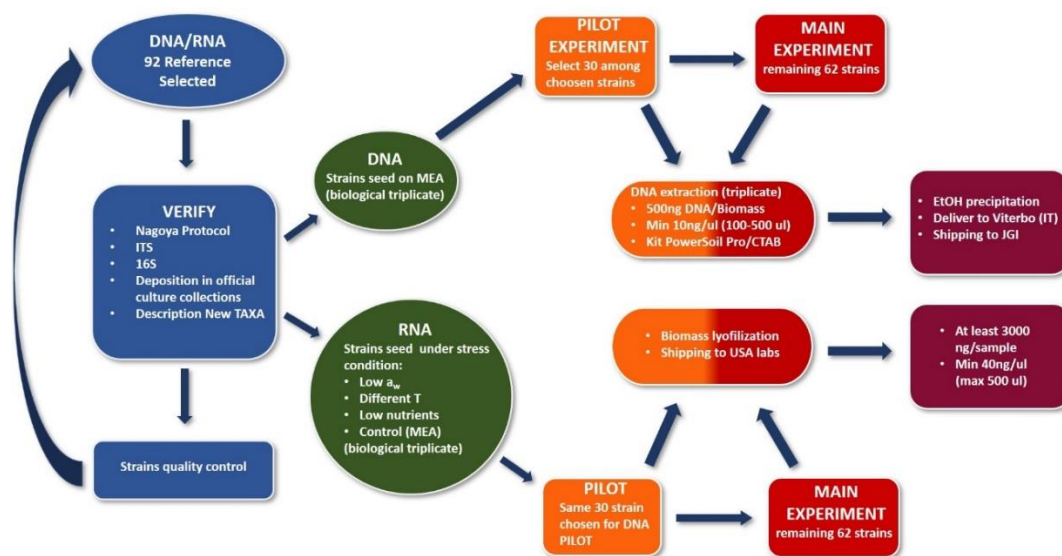 DNA/RNA
92 Reference
Selected
VERIFY
• Nagoya Protocol
• ITS
• 16S
• Deposition in official
culture collections
• Description New TAXA
Strains quality control
DNA
Strains seed on MEA
(biological triplicate)
RNA
Strains seed under stress
condition:
• Low aw
• Different T
• Low nutrients
• Control (MEA)
(biological triplicate)
PILOT
EXPERIMENT
Select 30 among
choosen strains
MAIN
EXPERIMENT
remaining 62 strains
DNA extraction (triplicate)
• 500ng DNA/Biomass
• Min 10ng/ul (100-500 ul)
• Kit PowerSoil Pro/CTAB
• EtOH precipitation
• Deliver to Viterbo (IT)
• Shipping to JGI
• Biomass lyofilization
• Shipping to USA labs
• At least 3000
ng/sample
• Min 40ng/ul
(max 500 ul)
PILOT
Same 30 strain
chosen for DNA
PILOT
MAIN
EXPERIMENT
remaining 62 strains